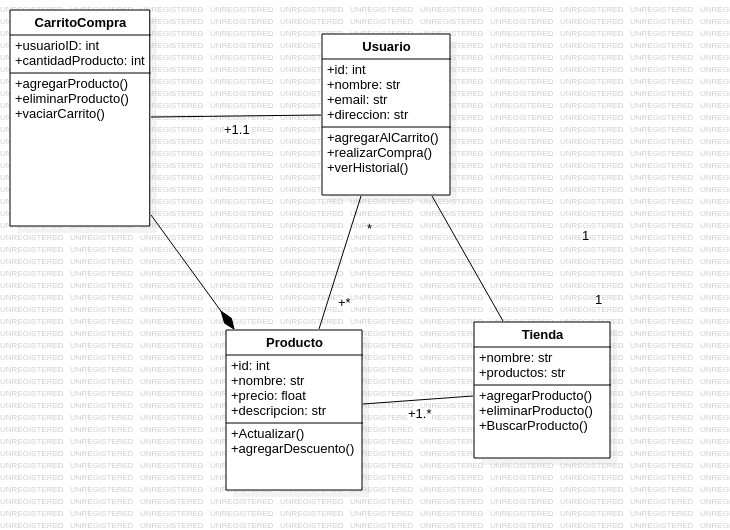 CarritoCompra
+usuarioID: int
+cantidadProducto: int
+agregarProducto()
+eliminarProducto()
+vaciarCarrito()
Usuario
+id: int
+nombre: str
+email: str
+direccion: str
+agregarAlCarrito()
+realizarCompra()
+verHistorial()
+1.1
*
1
+*
1
Producto
+id: int
+nombre: str
+precio: float
+descripcion: str
+Actualizar()
+agregarDescuento()
+1.*
Tienda
+nombre: str
+productos: str
+agregarProducto()
+eliminarProducto()
+BuscarProducto()
UNREGISTERED